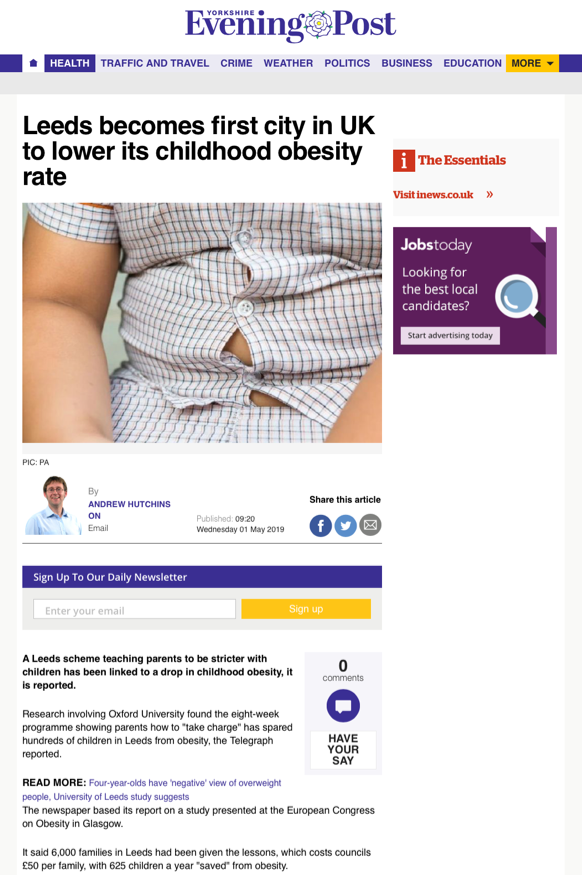 YORKSHIRE
Evening Post
HEALTH TRAFFIC AND TRAVEL CRIME WEATHER POLITICS BUSINESS EDUCATION MORE
Leeds becomes first city in UK
to lower its childhood obesity
rate
i The Essentials
Visit inews.co.uk »
Jobstoday
Looking for
the best local
candidates?
Start advertising today
PIC: PA
By
ANDREW HUTCHINS
ON
Email
Published: 09:20
Wednesday 01 May 2019
Share this article
Sign Up To Our Daily Newsletter
Enter your email
Sign up
A Leeds scheme teaching parents to be stricter with
children has been linked to a drop in childhood obesity, it
is reported.
0
comments
HAVE
YOUR
SAY
Research involving Oxford University found the eight-week
programme showing parents how to "take charge" has spared
hundreds of children in Leeds from obesity, the Telegraph
reported.
READ MORE: Four-year-olds have 'negative' view of overweight
people, University of Leeds study suggests
The newspaper based its report on a study presented at the European Congress
on Obesity in Glasgow.
It said 6,000 families in Leeds had been given the lessons, which costs councils
£50 per family, with 625 children a year "saved" from obesity.